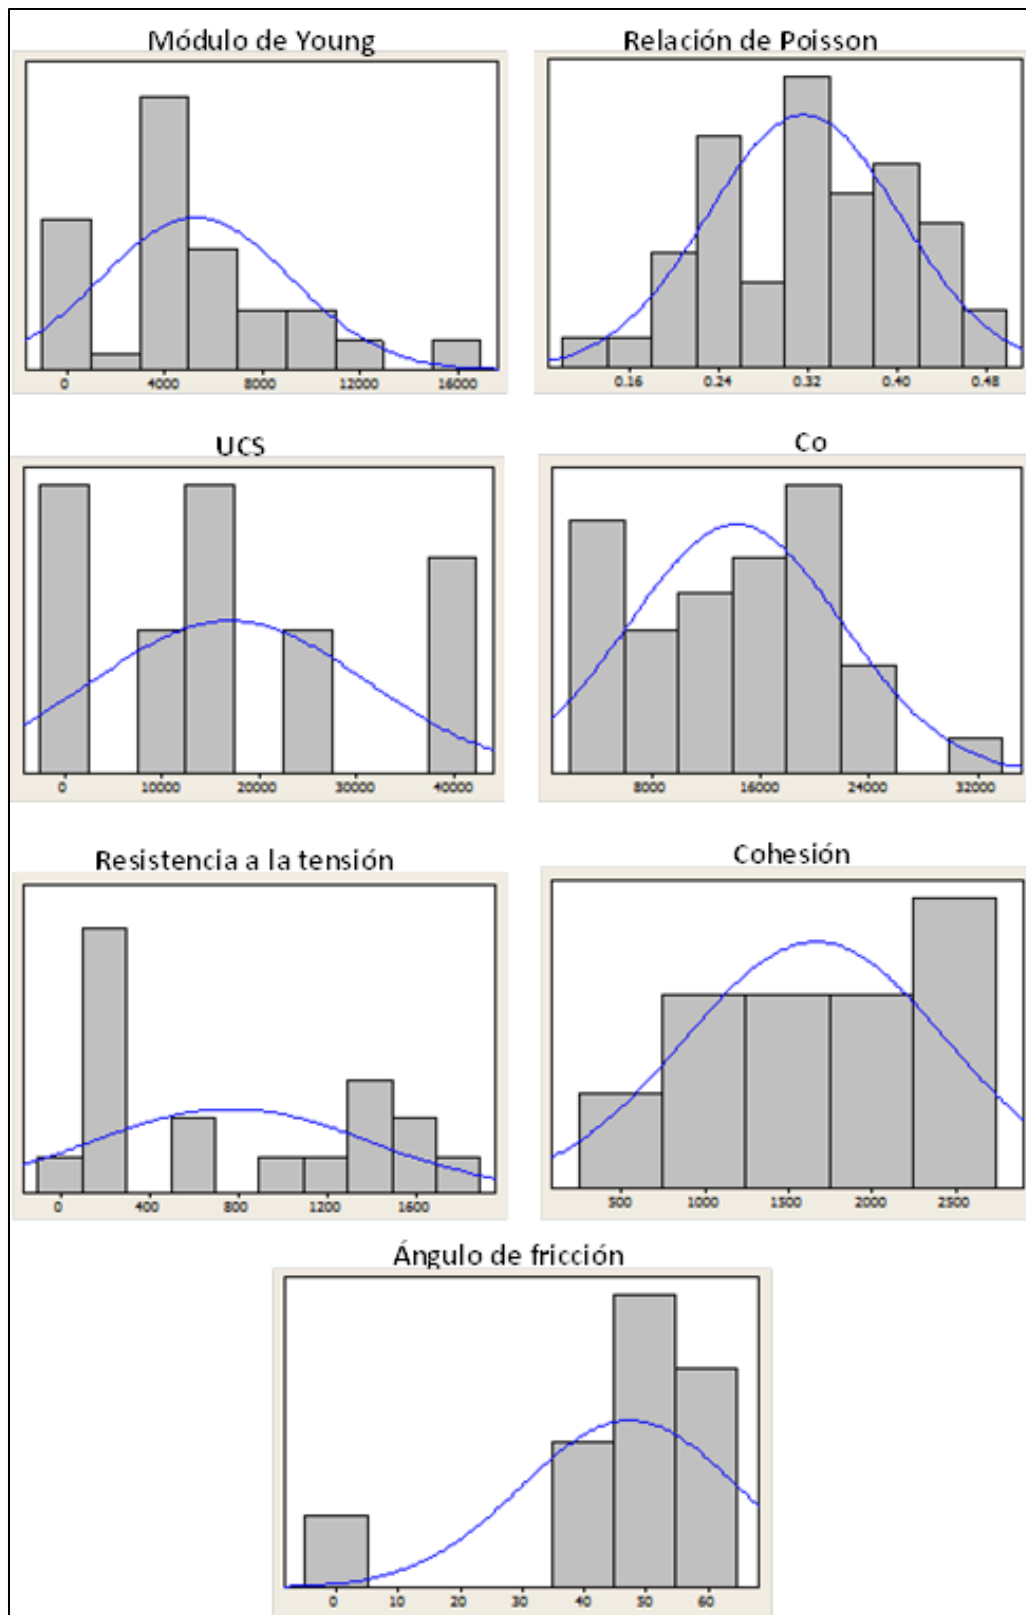 Módulo de Young
Relación de Poisson
0 4000 8000 12000 16000
0.16 0.24 0.32 0.40 0.48
UCS
Co
0 10000 20000 30000 40000
8000 16000 24000 32000
Resistencia a la tensión
Cohesión
0 400 800 1200 1600
500 1000 1500 2000 2500
Ángulo de fricción
0 10 20 30 40 50 60